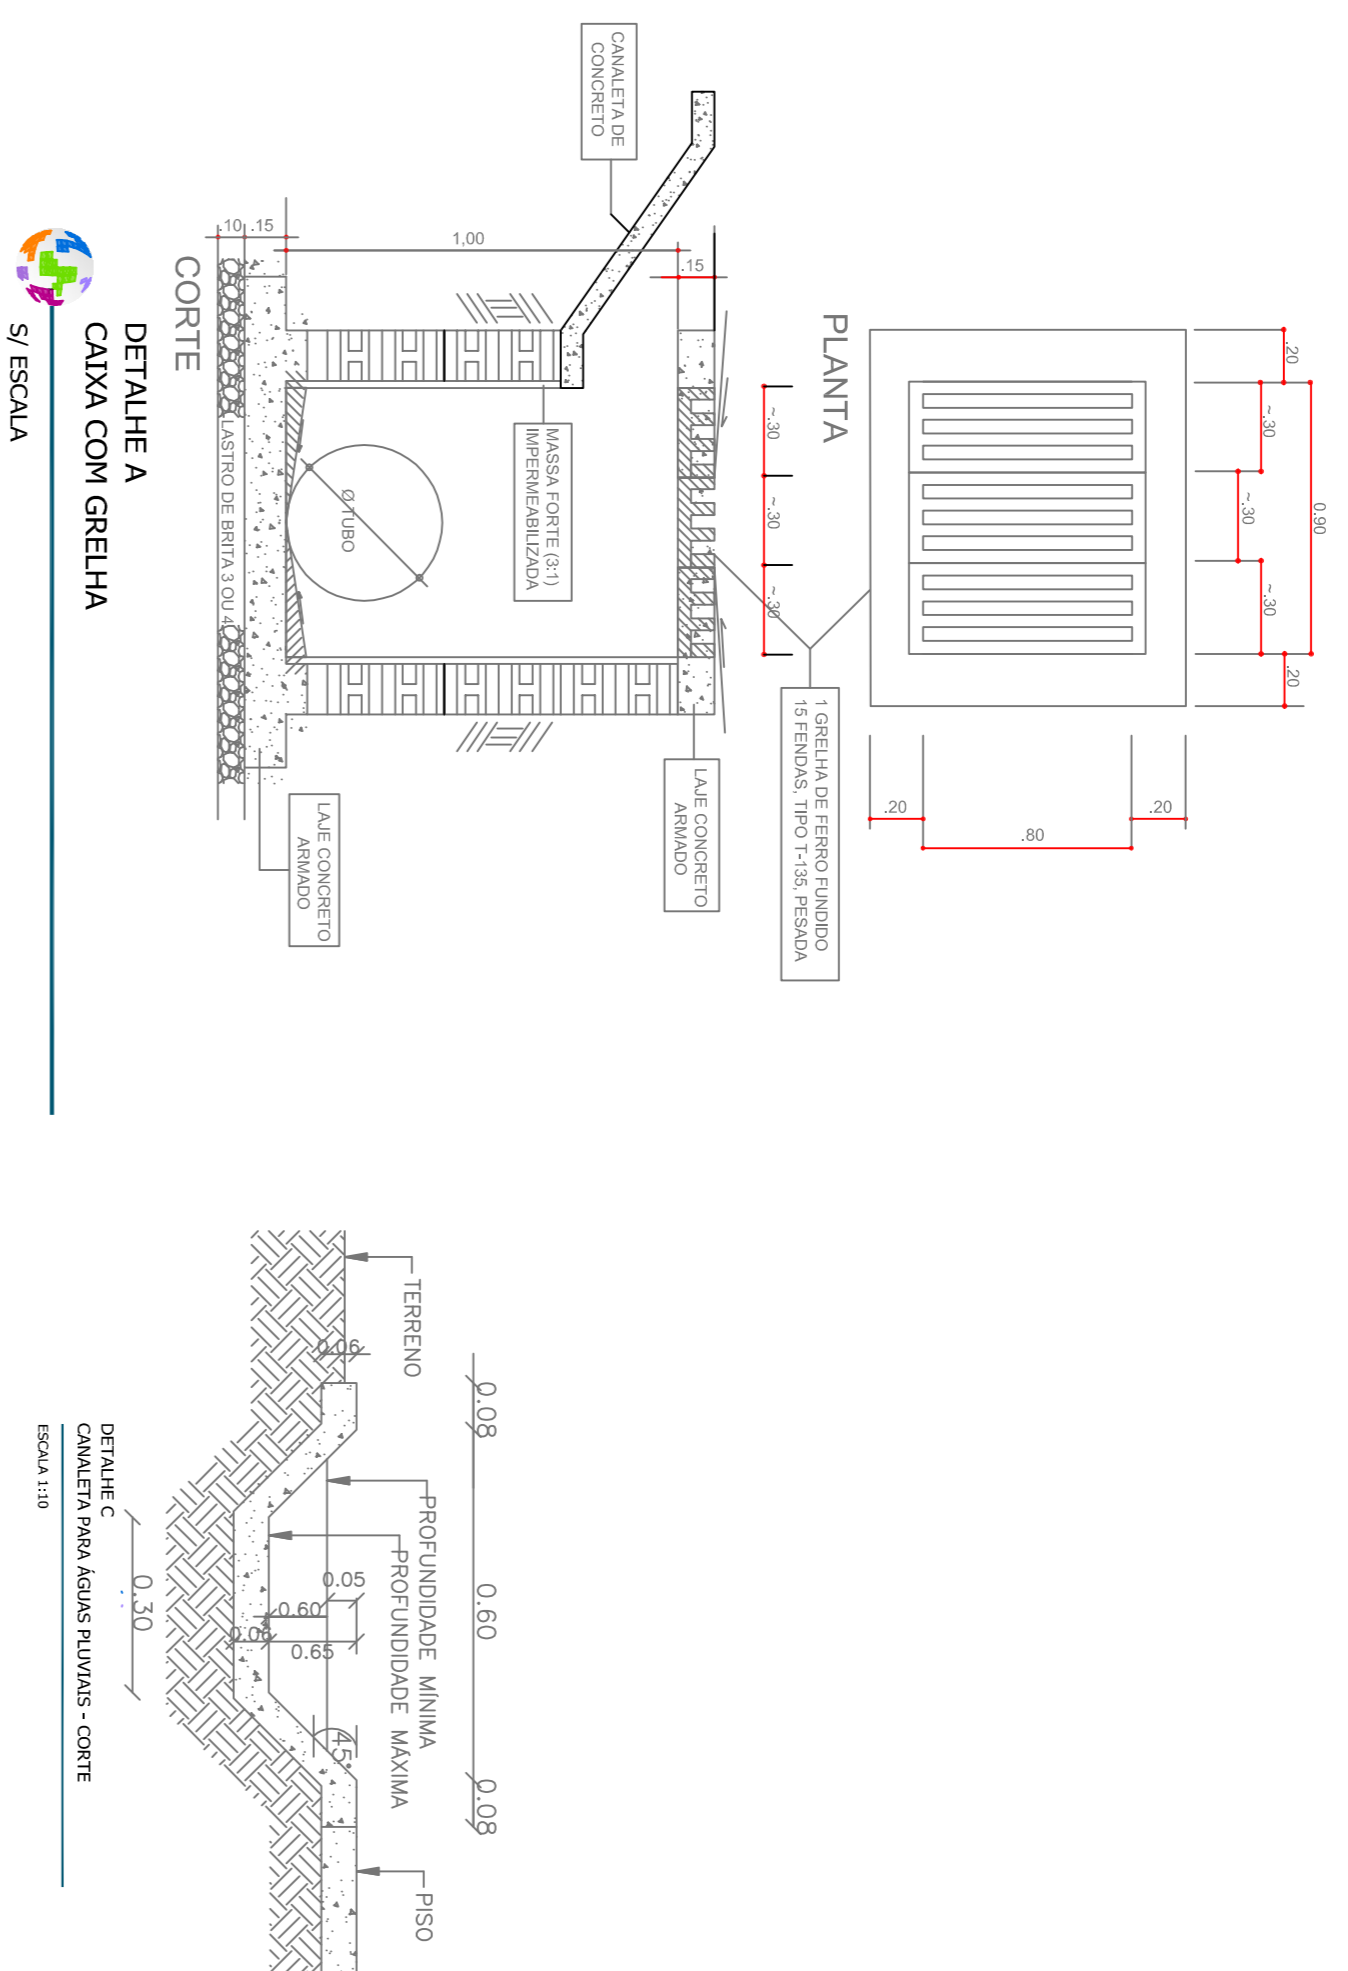 .20
0.90
.20
~.30
~.30
~.30
.20
.80
.20
PLANTA
1 GRELHA DE FERRO FUNDIDO
15 FENDAS, TIPO T-135, PESADA
~.30
~.30
~.30
CANALETA DE
CONCRETO
.15
1,00
.15
.10
LAJE CONCRETO
ARMADO
MASSA FORTE (3:1)
IMPERMEABILIZADA
Ø TUBO
LAJE CONCRETO
ARMADO
LASTRO DE BRITA 3 OU 4
CORTE
DETALHE A
CAIXA COM GRELHA
S/ ESCALA
0.08
0.60
0.08
TERRENO
PROFUNDIDADE MÍNIMA
PROFUNDIDADE MÁXIMA
PISO
0.06
0.05
0.60
0.65
0.06
45°
0.30
DETALHE C
CANALETA PARA ÁGUAS PLUVIAIS - CORTE
ESCALA 1:10